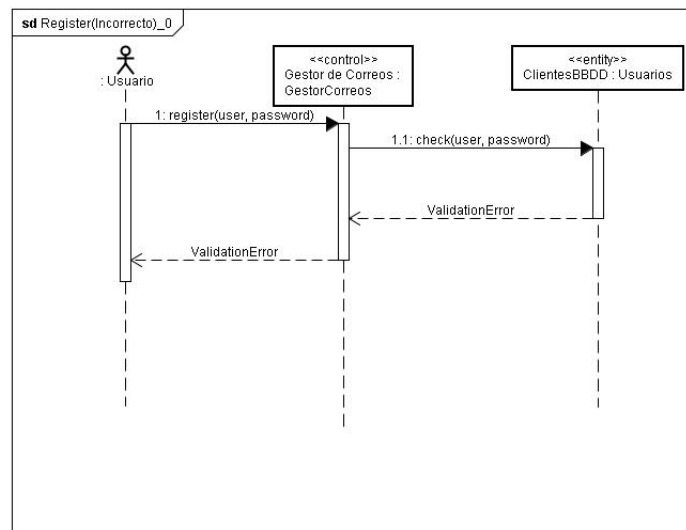 sd Register(Incorrecto)_0
: Usuario
<<control>>
Gestor de Correos :
GestorCorreos
<<entity>>
ClientesBBDD : Usuarios
1: register(user, password)
1.1: check(user, password)
ValidationError
ValidationError